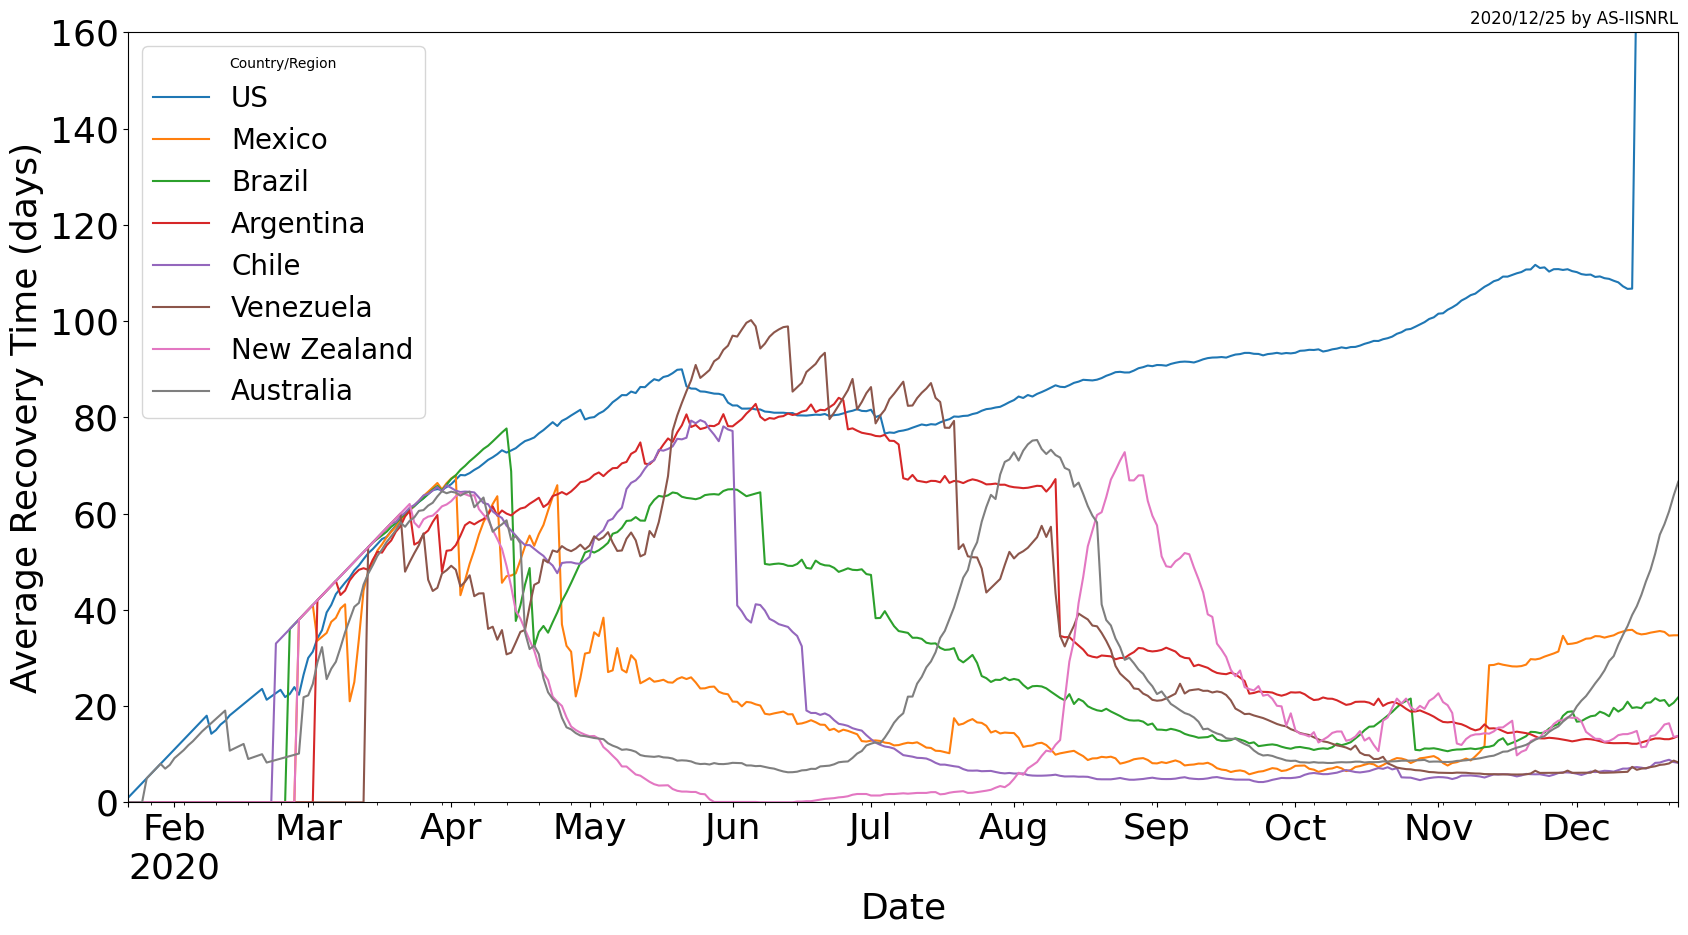 2020/12/25 by AS-IISNRL
Average Recovery Time (days)
160
140
120
100
80
60
40
20
0
Country/Region
US
Mexico
Brazil
Argentina
Chile
Venezuela
New Zealand
Australia
Feb Mar Apr May Jun Jul Aug Sep Oct Nov Dec
2020
Date